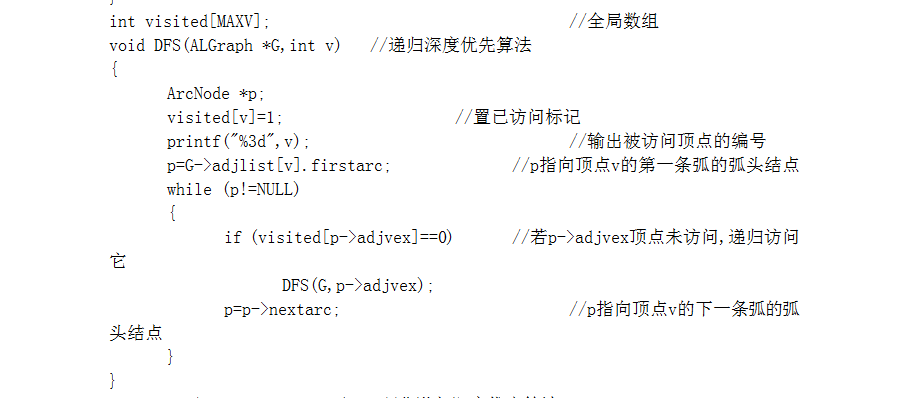 }
int visited[MAXV]; //全局数组
void DFS(ALGraph *G,int v) //递归深度优先算法
{
ArcNode *p;
visited[v]=1; //置已访问标记
printf("%3d",v); //输出被访问顶点的编号
p=G->adjlist[v].firstarc; //p指向顶点v的第一条弧的弧头结点
while (p!=NULL)
{
if (visited[p->adjvex]==0) //若p->adjvex顶点未访问,递归访问
它
DFS(G,p->adjvex);
p=p->nextarc; //p指向顶点v的下一条弧的弧
头结点
}
}